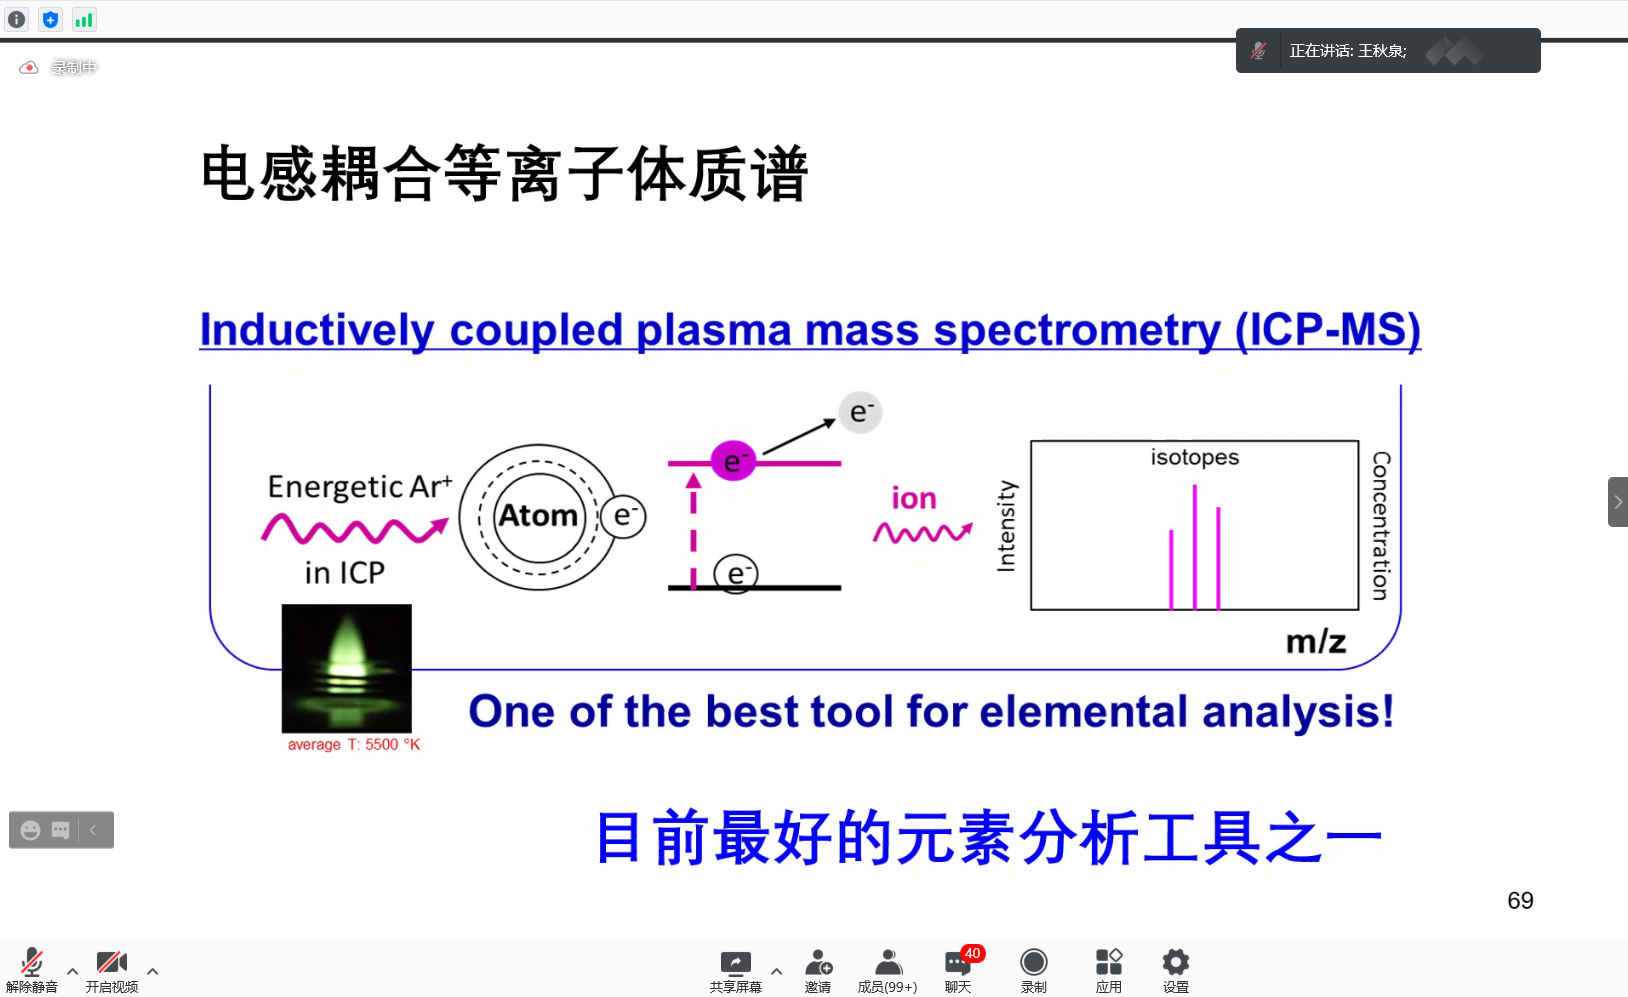 录制中
正在讲话: 王秋泉;
电感耦合等离子体质谱
Inductively coupled plasma mass spectrometry (ICP-MS)
Energetic Ar+
in ICP
Atom
e-
e-
e-
e-
ion
Intensity
isotopes
Concentration
m/z
average T: 5500 °K
One of the best tool for elemental analysis!
目前最好的元素分析工具之一
69
解除静音
开启视频
共享屏幕
邀请
成员(99+)
40
聊天
录制
应用
设置